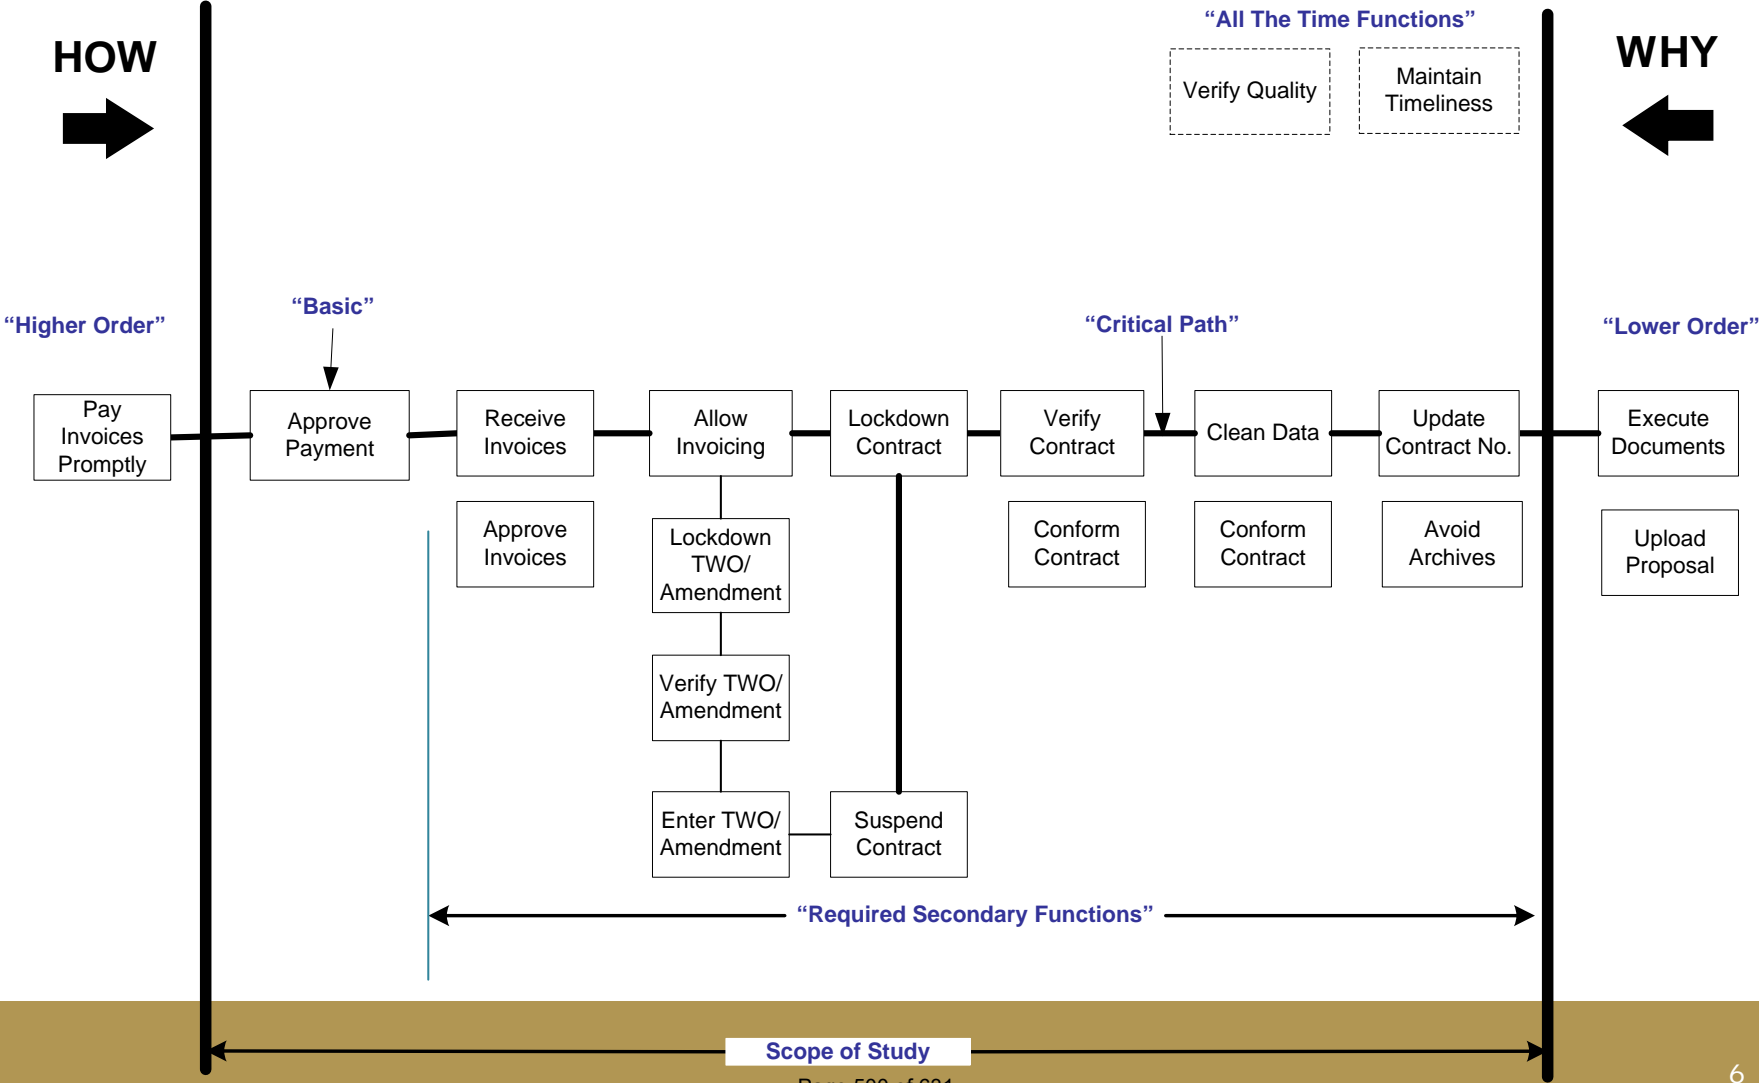 “All The Time Functions”
HOW
WHY
Verify Quality
Maintain
Timeliness
“Higher Order”
“Basic”
“Critical Path”
“Lower Order”
Pay
Invoices
Promptly
Approve
Payment
Receive
Invoices
Allow
Invoicing
Lockdown
Contract
Verify
Contract
Clean Data
Update
Contract No.
Execute
Documents
Approve
Invoices
Lockdown
TWO/
Amendment
Conform
Contract
Conform
Contract
Avoid
Archives
Upload
Proposal
Verify TWO/
Amendment
Enter TWO/
Amendment
Suspend
Contract
“Required Secondary Functions”
Scope of Study
6